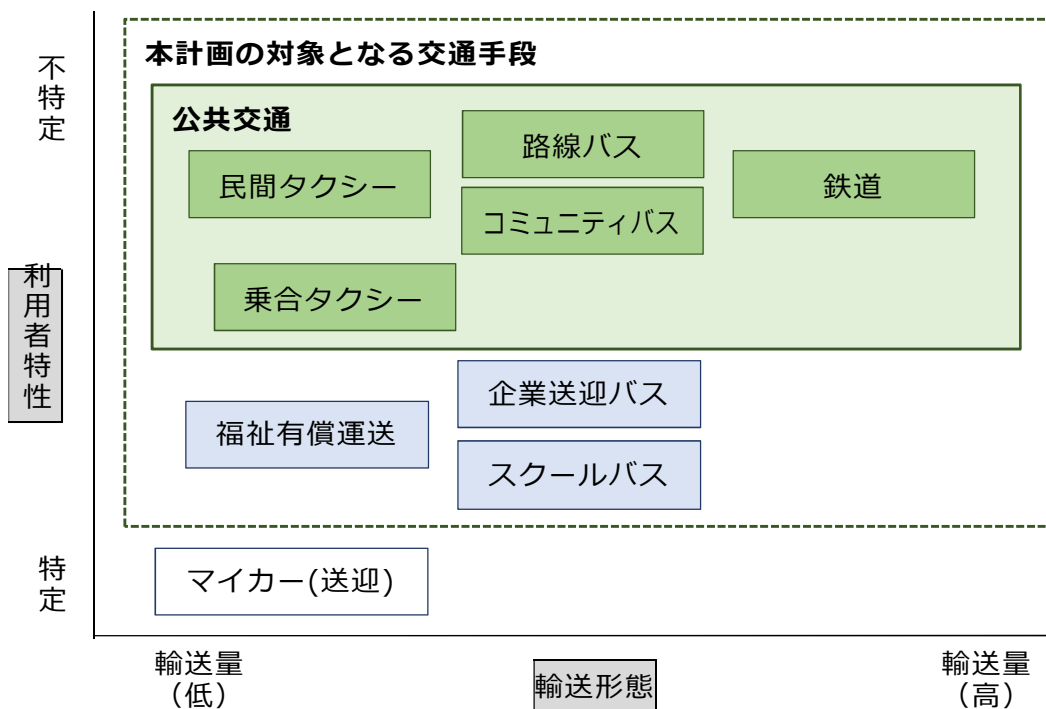 本計画の対象となる交通手段
不特定
公共交通
路線バス
民間タクシー
鉄道
コミュニティバス
利用者特性
乗合タクシー
企業送迎バス
福祉有償運送
スクールバス
特定
マイカー(送迎)
輸送量
（低）
輸送形態
輸送量
（高）